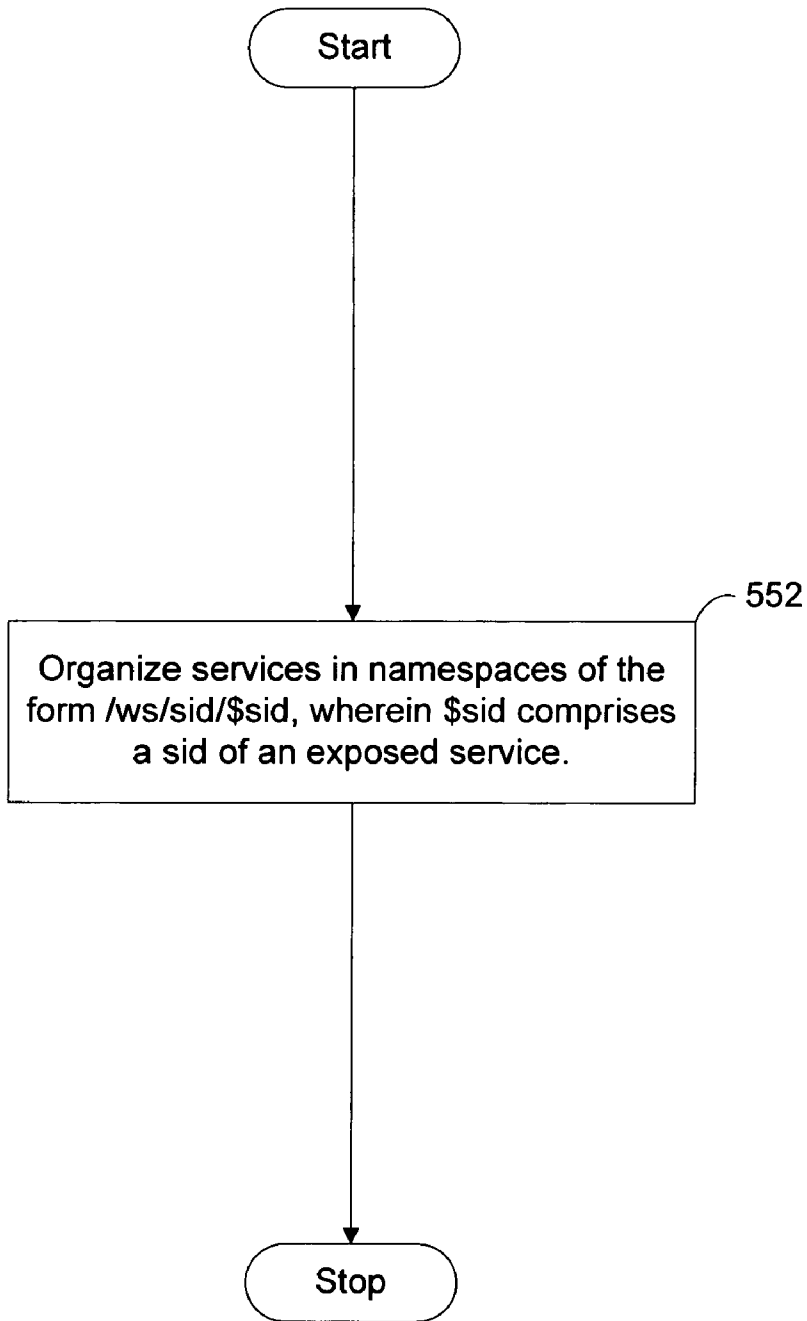 Start
552
Organize services in namespaces of the
form /ws/sid/$sid, wherein $sid comprises
a sid of an exposed service.
Stop